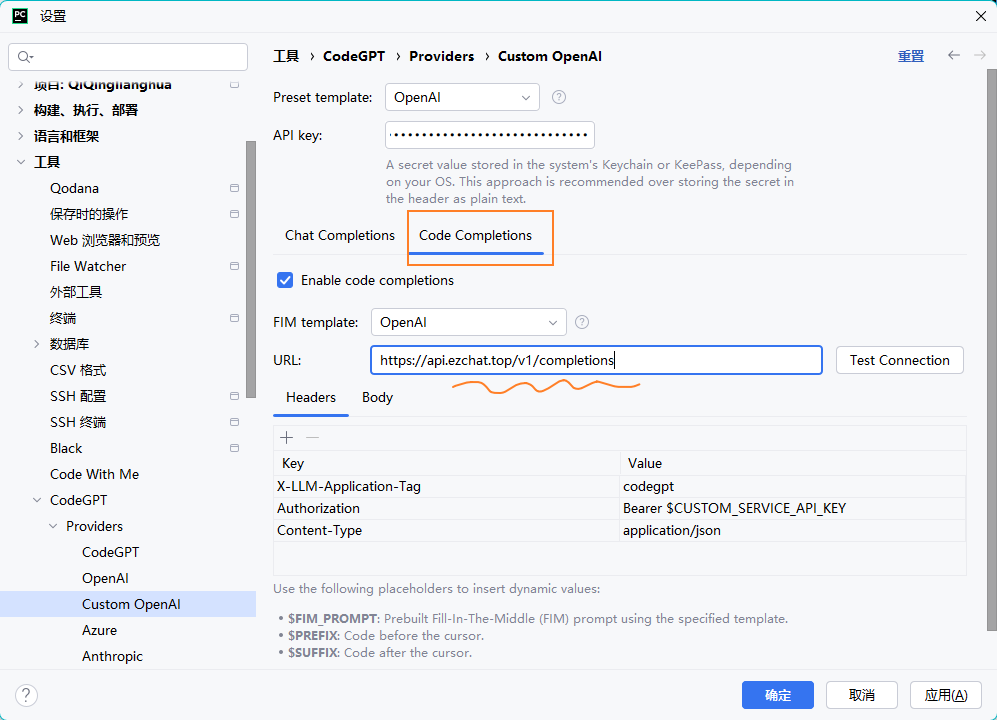 PC 设置
工具 › CodeGPT › Providers › Custom OpenAI 重置
项目: QiQinglianghua
构建、执行、部署
语言和框架
工具
Qodana
保存时的操作
Web 浏览器和预览
File Watcher
外部工具
终端
数据库
CSV 格式
SSH 配置
SSH 终端
Black
Code With Me
CodeGPT
Providers
CodeGPT
OpenAI
Custom OpenAI
Azure
Anthropic
Preset template: OpenAI ?
API key: ••••••••••••••••••••••••••
A secret value stored in the system's Keychain or KeePass, depending
on your OS. This approach is recommended over storing the secret in
the header as plain text.
Chat Completions Code Completions
Enable code completions
FIM template: OpenAI ?
URL: https://api.ezchat.top/v1/completions Test Connection
Headers Body
Key Value
X-LLM-Application-Tag codegpt
Authorization Bearer $CUSTOM_SERVICE_API_KEY
Content-Type application/json
Use the following placeholders to insert dynamic values:
• $FIM_PROMPT: Prebuilt Fill-In-The-Middle (FIM) prompt using the specified template.
• $PREFIX: Code before the cursor.
• $SUFFIX: Code after the cursor.
? 确定 取消 应用(A)